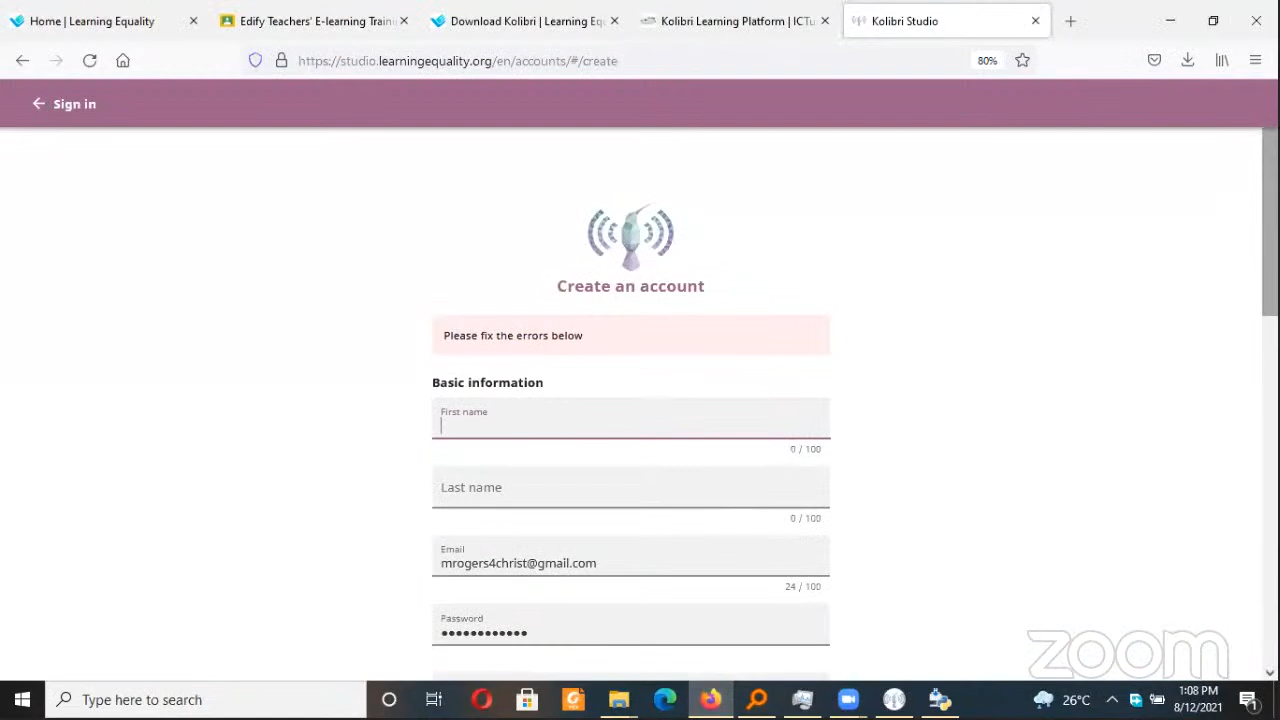 Home | Learning Equality
Edify Teachers' E-learning Traini
Download Kolibri | Learning Equ
Kolibri Learning Platform | ICTu
Kolibri Studio
https://studio.learningequality.org/en/accounts/#/create
80%
Sign in
Create an account
Please fix the errors below
Basic information
First name
0 / 100
Last name
0 / 100
Email
mrogers4christ@gmail.com
24 / 100
Password
zoom
Type here to search
26°C
1:08 PM
8/12/2021
1